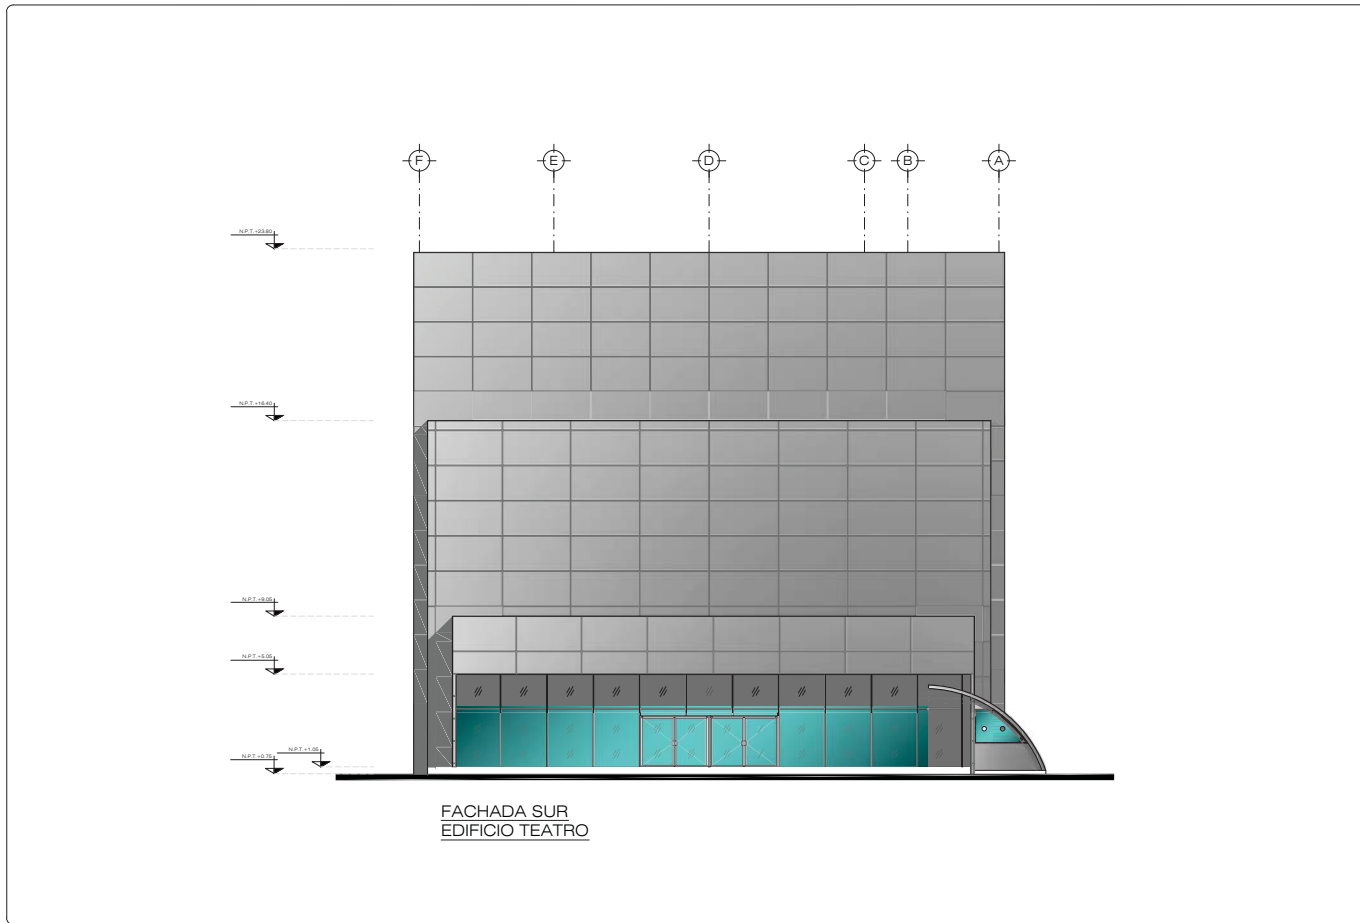 F E D C B A
N.P.T.+23.80
N.P.T.+16.40
N.P.T.+9.05
N.P.T.+5.05
N.P.T.+1.05
N.P.T.+0.75
FACHADA SUR
EDIFICIO TEATRO